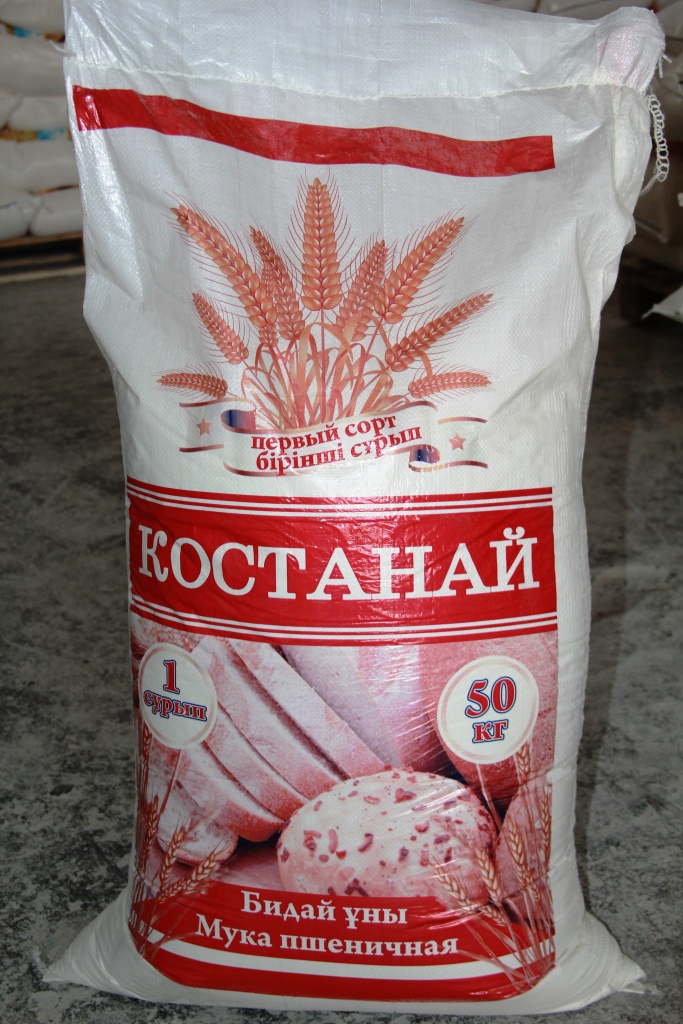 первый сорт
бірінші сұрып
КОСТАНАЙ
1
сұрып
50
кг
Бидай ұны
Мука пшеничная